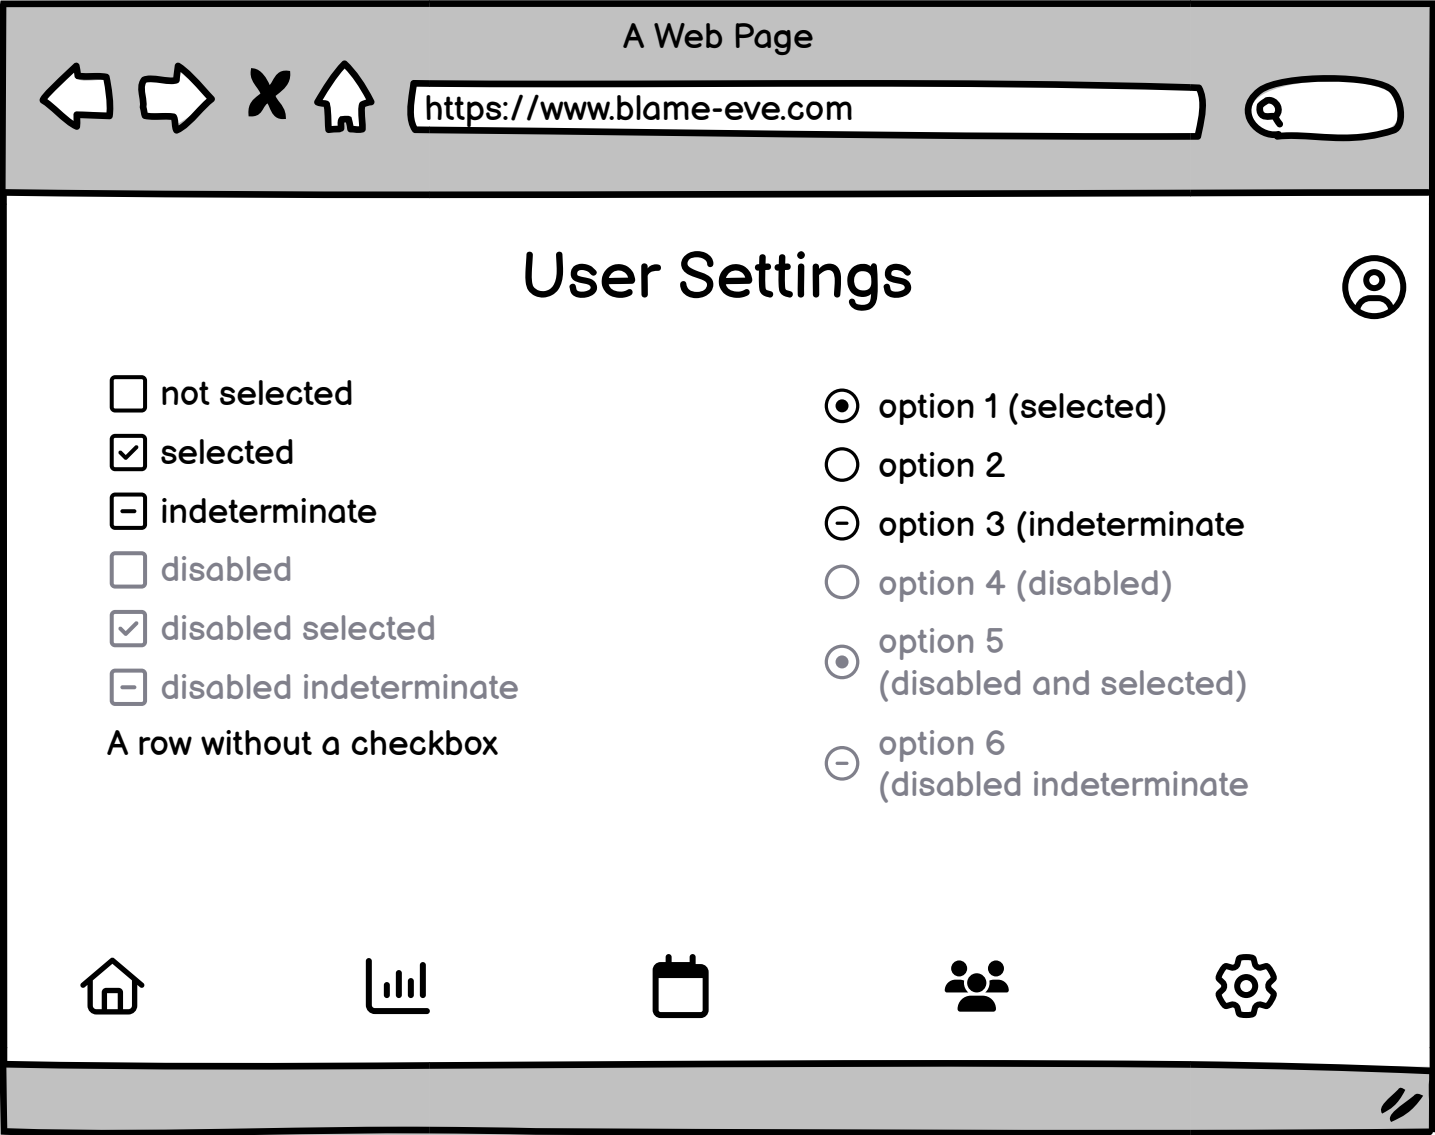 A Web Page
https://www.blame-eve.com
User Settings
not selected
selected
indeterminate
disabled
disabled selected
disabled indeterminate
A row without a checkbox
option 1 (selected)
option 2
option 3 (indeterminate
option 4 (disabled)
option 5
(disabled and selected)
option 6
(disabled indeterminate